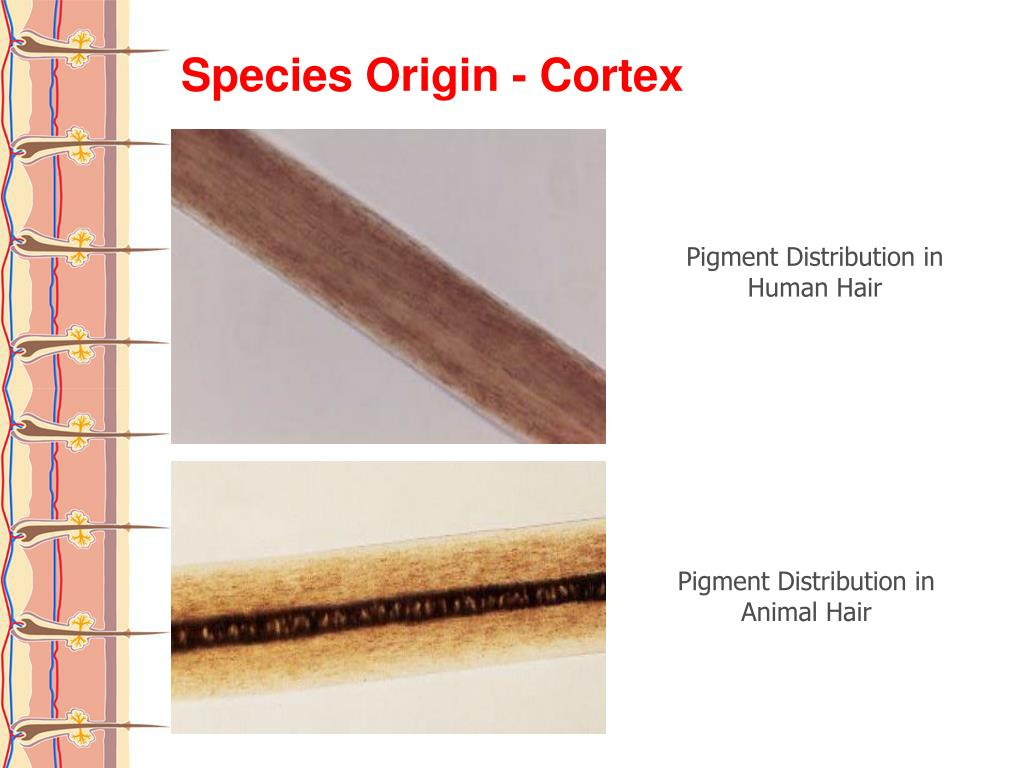 Species Origin - Cortex
Pigment Distribution in
Human Hair
Pigment Distribution in
Animal Hair